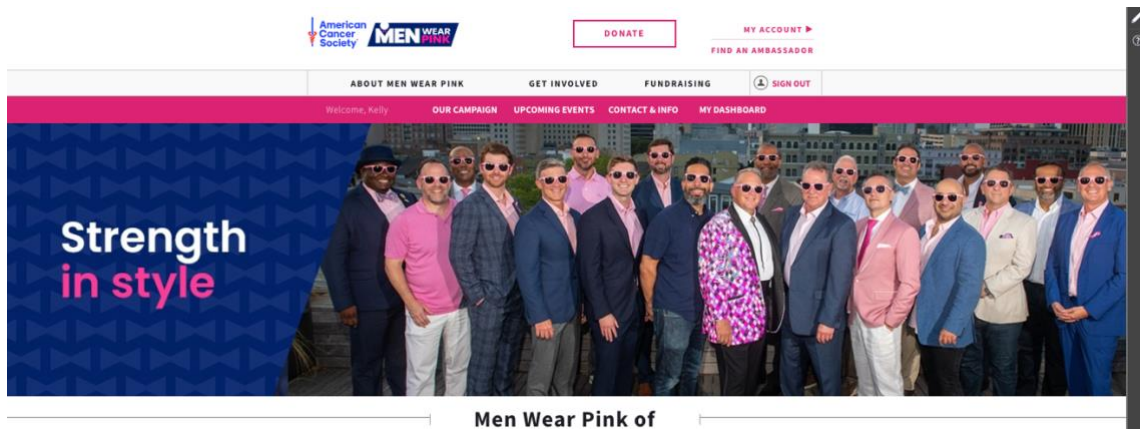 American
Cancer
Society
MEN WEAR
PINK
DONATE
MY ACCOUNT
FIND AN AMBASSADOR
ABOUT MEN WEAR PINK
GET INVOLVED
FUNDRAISING
SIGN OUT
Welcome, Kelly
OUR CAMPAIGN
UPCOMING EVENTS
CONTACT & INFO
MY DASHBOARD
Strength
in style
Men Wear Pink of